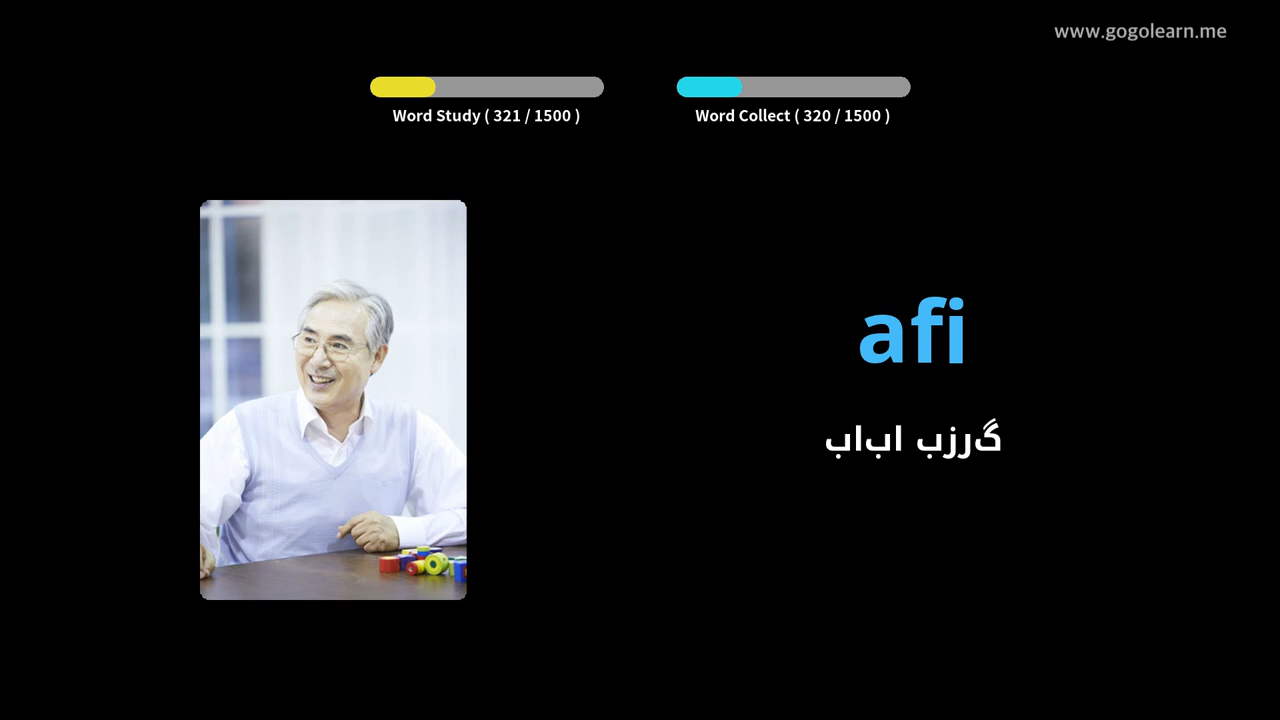 www.gogolearn.me
Word Study ( 321 / 1500 )
Word Collect ( 320 / 1500 )
afi
گرزب اباب